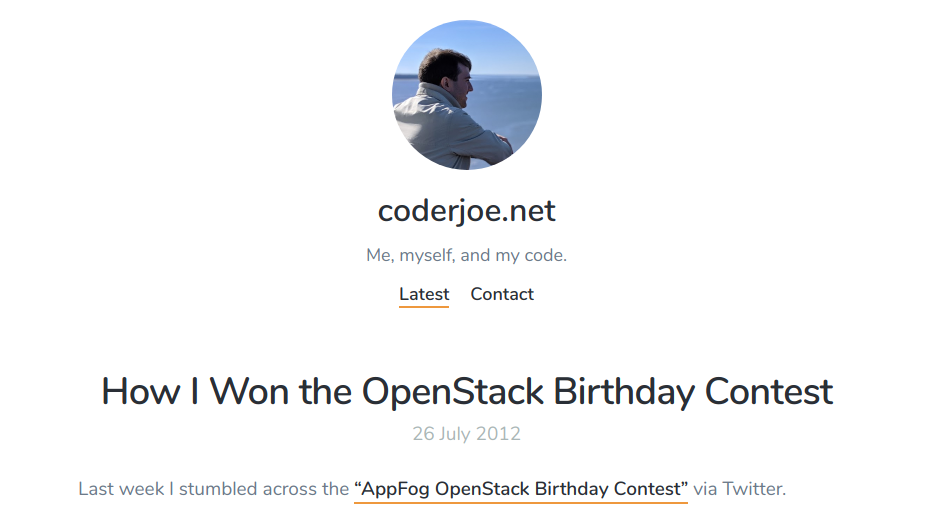 coderjoe.net
Me, myself, and my code.
Latest Contact
How I Won the OpenStack Birthday Contest
26 July 2012
Last week I stumbled across the “AppFog OpenStack Birthday Contest” via Twitter.